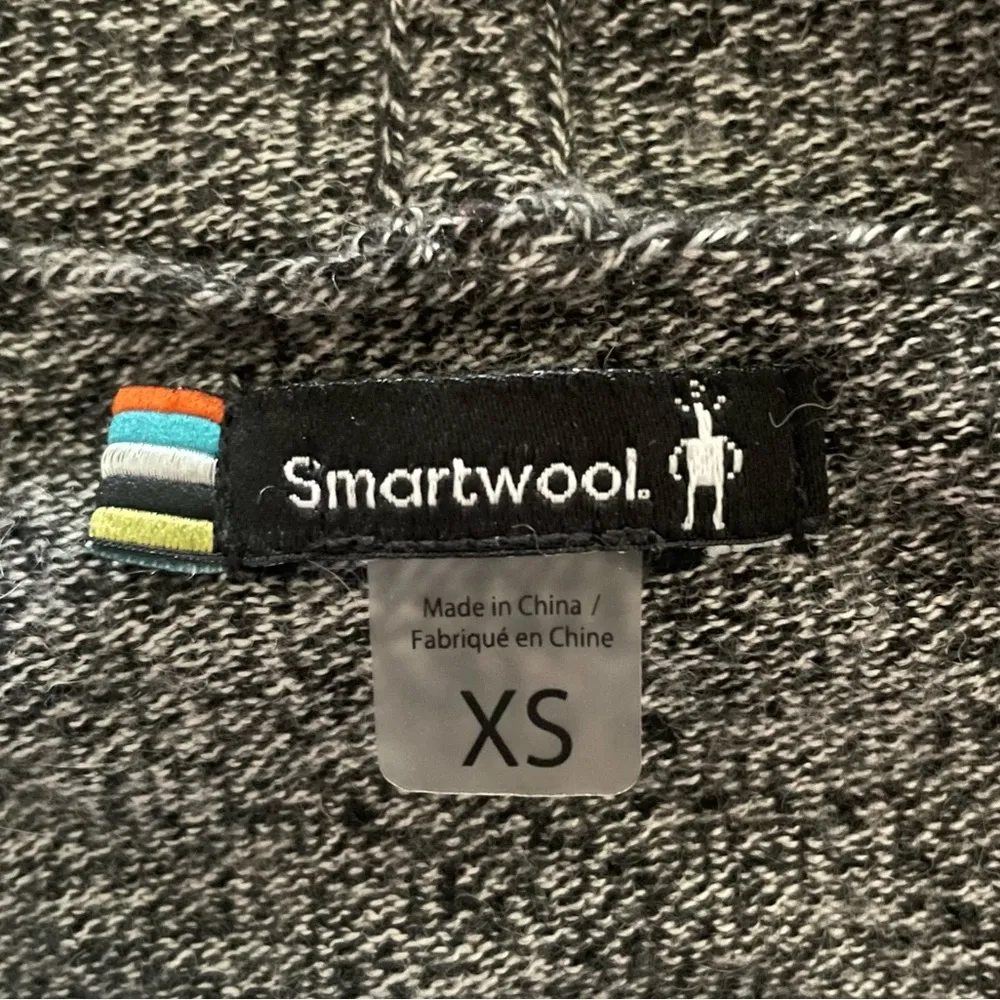 Smartwool.
Made in China /
Fabriqué en Chine
XS